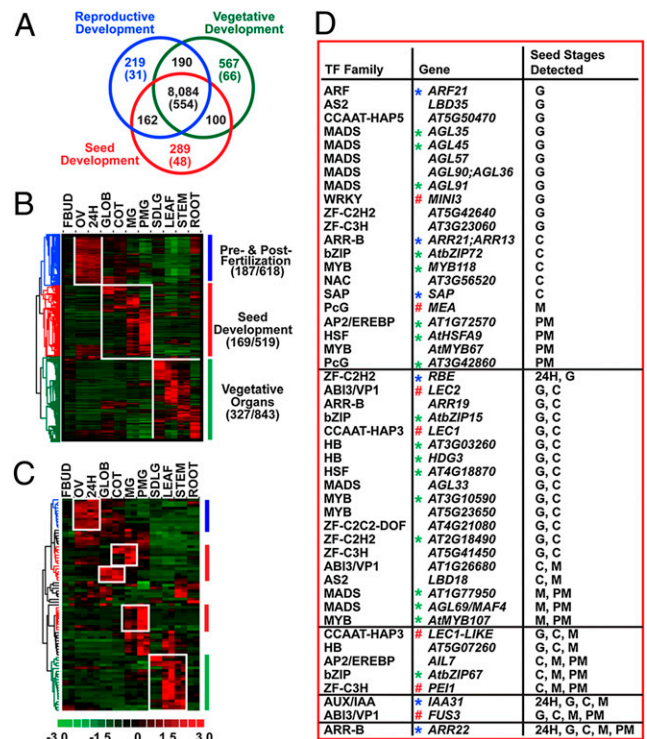 A
Reproductive Development
Vegetative Development
219 (31)
190
567 (66)
8,084 (554)
162
100
289 (48)
Seed Development
B
FBUD OV 24H GLOB COT MG PMG SDLG LEAF STEM ROOT
Pre- & Post-Fertilization (187/618)
Seed Development (169/519)
Vegetative Organs (327/843)
C
FBUD OV 24H GLOB COT MG PMG SDLG LEAF STEM ROOT
-3.0 1.5 3.0
D
TF Family Gene Seed Stages Detected
ARF * ARF21 G
AS2 LBD35 G
CCAAT-HAP5 AT5G50470 G
MADS * AGL35 G
MADS * AGL45 G
MADS AGL57 G
MADS AGL90;AGL36 G
MADS * AGL91 G
WRKY # MINI3 G
ZF-C2H2 AT5G42640 G
ZF-C3H AT3G23060 G
ARR-B * ARR21;ARR13 C
bZIP * AtbZIP72 C
MYB * MYB118 C
NAC AT3G56520 C
SAP * SAP C
PcG # MEA M
AP2/EREBP * AT1G72570 PM
HSF * AtHSFA9 PM
MYB AtMYB67 PM
PcG * AT3G42860 PM
ZF-C2H2 * RBE 24H, G
ABI3/VP1 # LEC2 G, C
ARR-B ARR19 G, C
bZIP * AtbZIP15 G, C
CCAAT-HAP3 # LEC1 G, C
HB * AT3G03260 G, C
HB * HDG3 G, C
HSF * AT4G18870 G, C
MADS AGL33 G, C
MYB * AT3G10590 G, C
MYB AT5G23650 G, C
ZF-C2C2-DOF AT4G21080 G, C
ZF-C2H2 * AT2G18490 G, C
ZF-C3H AT5G41450 G, C
ABI3/VP1 AT1G26680 C, M
AS2 LBD18 C, M
MADS * AT1G77950 M, PM
MADS * AGL69/MAF4 M, PM
MYB * AtMYB107 M, PM
CCAAT-HAP3 # LEC1-LIKE G, C, M
HB AT5G07260 G, C, M
AP2/EREBP AIL7 C, M, PM
bZIP * AtbZIP67 C, M, PM
ZF-C3H # PEI1 C, M, PM
AUX/IAA * IAA31 24H, G, C, M
ABI3/VP1 # FUS3 G, C, M, PM
ARR-B * ARR22 24H, G, C, M, PM